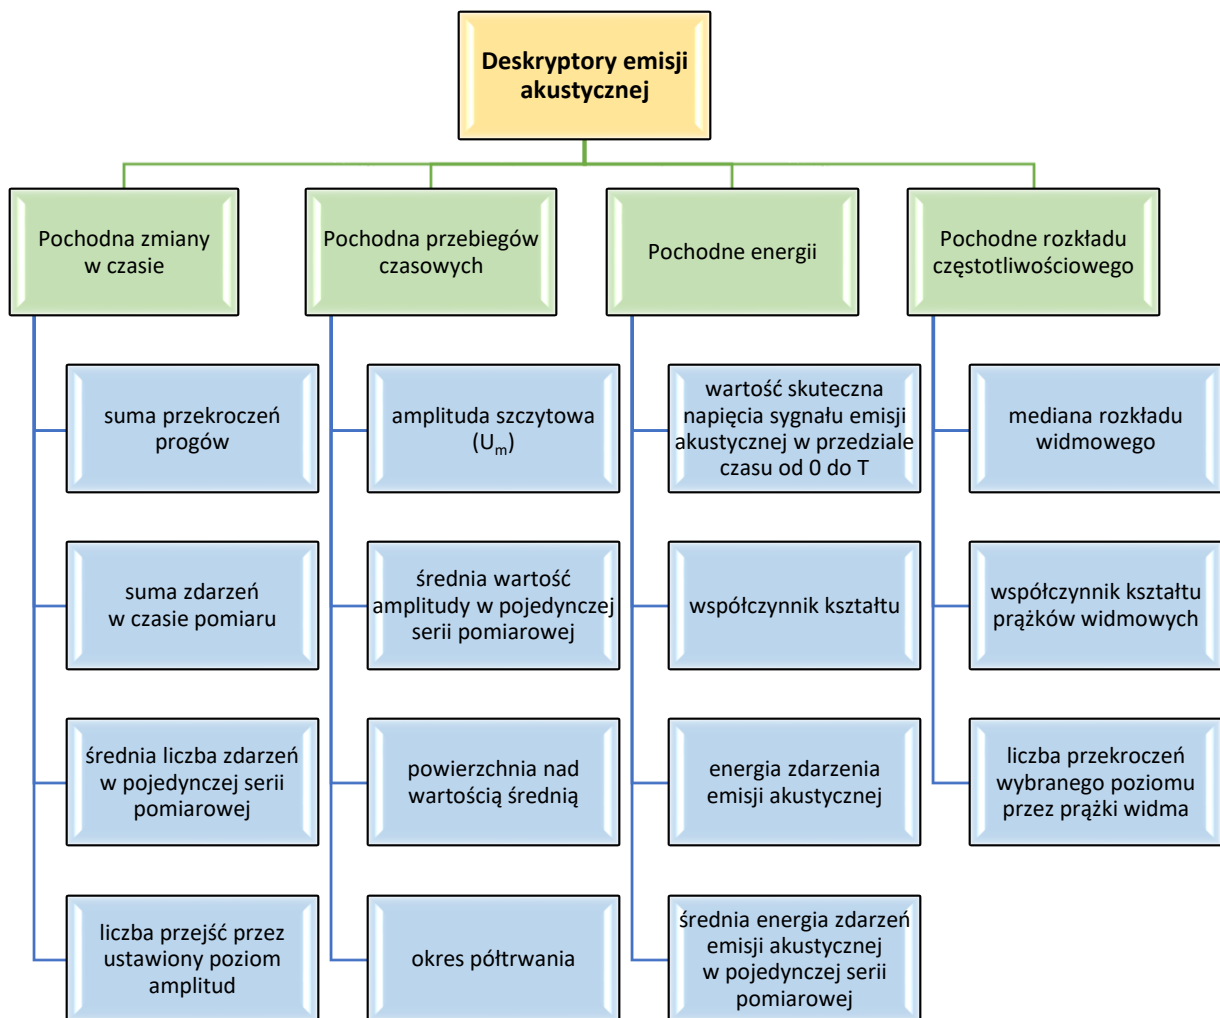 Deskryptory emisji
akustycznej
Pochodna zmiany
w czasie
suma przekroczeń
progów
suma zdarzeń
w czasie pomiaru
średnia liczba zdarzeń
w pojedynczej serii
pomiarowej
liczba przejść przez
ustawiony poziom
amplitud
Pochodna przebiegów
czasowych
amplituda szczytowa
(Um)
średnia wartość
amplitudy w pojedynczej
serii pomiarowej
powierzchnia nad
wartością średnią
okres półtrwania
Pochodne energii
wartość skuteczna
napięcia sygnału emisji
akustycznej w przedziale
czasu od 0 do T
współczynnik kształtu
energia zdarzenia
emisji akustycznej
średnia energia zdarzeń
emisji akustycznej
w pojedynczej serii
pomiarowej
Pochodne rozkładu
częstotliwościowego
mediana rozkładu
widmowego
współczynnik kształtu
prążków widmowych
liczba przekroczeń
wybranego poziomu
przez prążki widma